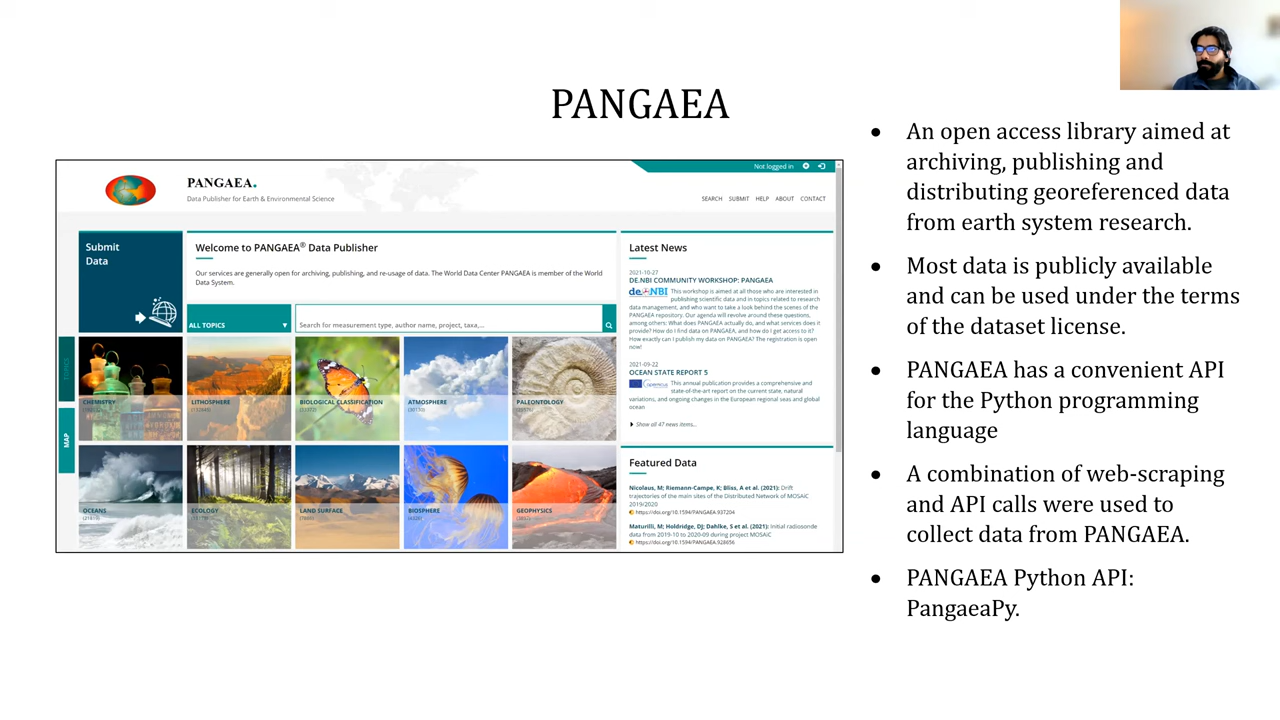 PANGAEA
Not logged in
PANGAEA.
Data Publisher for Earth & Environmental Science
SEARCH SUBMIT HELP ABOUT CONTACT
Submit
Data
Welcome to PANGAEA® Data Publisher
Our services are generally open for archiving, publishing, and re-usage of data. The World Data Center PANGAEA is member of the World
Data System.
ALL TOPICS
Search for measurement type, author name, project, taxa,...
TOPICS
MAP
CHEMISTRY
LITHOSPHERE
BIOLOGICAL CLASSIFICATION
ATMOSPHERE
PALEONTOLOGY
OCEANS
ECOLOGY
LAND SURFACE
BIOSPHERE
GEOPHYSICS
Latest News
2021-10-27
DE.NBI COMMUNITY WORKSHOP: PANGAEA
de.NBI This workshop is aimed at all those who are interested in
publishing scientific data and in topics related to research
data management, and who want to take a look behind the scenes of the
PANGAEA repository. Our agenda will revolve around these questions,
among others: What does PANGAEA actually do, and what services does it
provide? How do I find data on PANGAEA, and how do I get access to it?
How exactly can I publish my data on PANGAEA? The registration is open
now!
2021-09-22
OCEAN STATE REPORT 5
Copernicus This annual publication provides a comprehensive and
state-of-the-art report on the current state, natural
variations, and ongoing changes in the European regional seas and global
ocean
Show all 47 news items...
Featured Data
Nicolaus, M; Riemann-Campe, K; Bliss, A et al. (2021): Drift
trajectories of the main sites of the Distributed Network of MOSAiC
2019/2020
https://doi.org/10.1594/PANGAEA.937204
Maturilli, M; Holdridge, DJ; Dahlke, S et al. (2021): Initial radiosonde
data from 2019-10 to 2020-09 during project MOSAiC
https://doi.org/10.1594/PANGAEA.928656
● An open access library aimed at
archiving, publishing and
distributing georeferenced data
from earth system research.
● Most data is publicly available
and can be used under the terms
of the dataset license.
● PANGAEA has a convenient API
for the Python programming
language
● A combination of web-scraping
and API calls were used to
collect data from PANGAEA.
● PANGAEA Python API:
PangaeaPy.